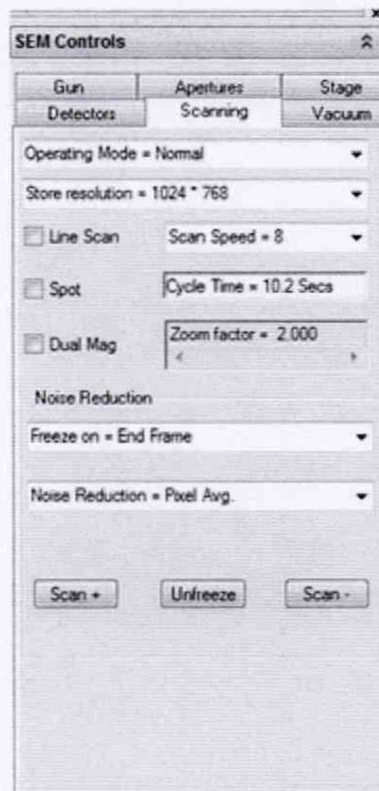 SEM Controls
Gun Apertures Stage
Detectors Scanning Vacuum
Operating Mode = Normal
Store resolution = 1024 * 768
Line Scan Scan Speed = 8
Spot Cycle Time = 10.2 Secs
Dual Mag Zoom factor = 2.000
Noise Reduction
Freeze on = End Frame
Noise Reduction = Pixel Avg.
Scan + Unfreeze Scan -